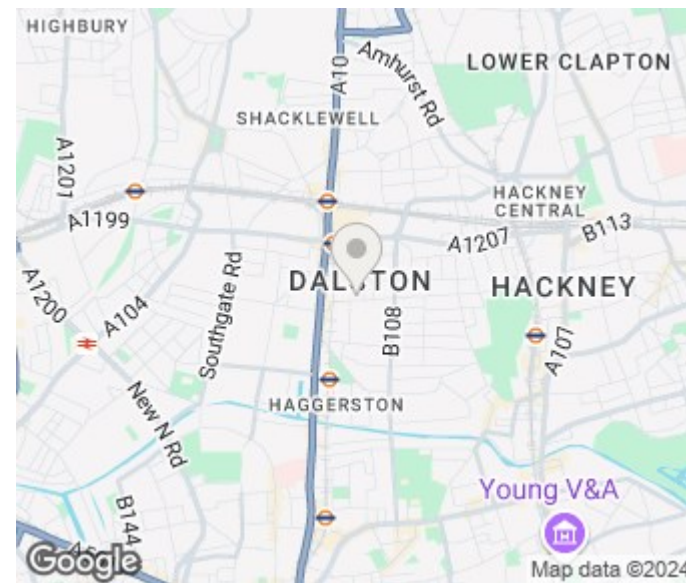 HIGHBURY
A10
Amhurst Rd
LOWER CLAPTON
SHACKLEWELL
A1201
HACKNEY
CENTRAL
A1199
B113
A1207
DALSTON
HACKNEY
A1200
A104
Southgate Rd
B108
A107
HAGGERSTON
New N Rd
Young V&A
B144
Google
Map data ©2024